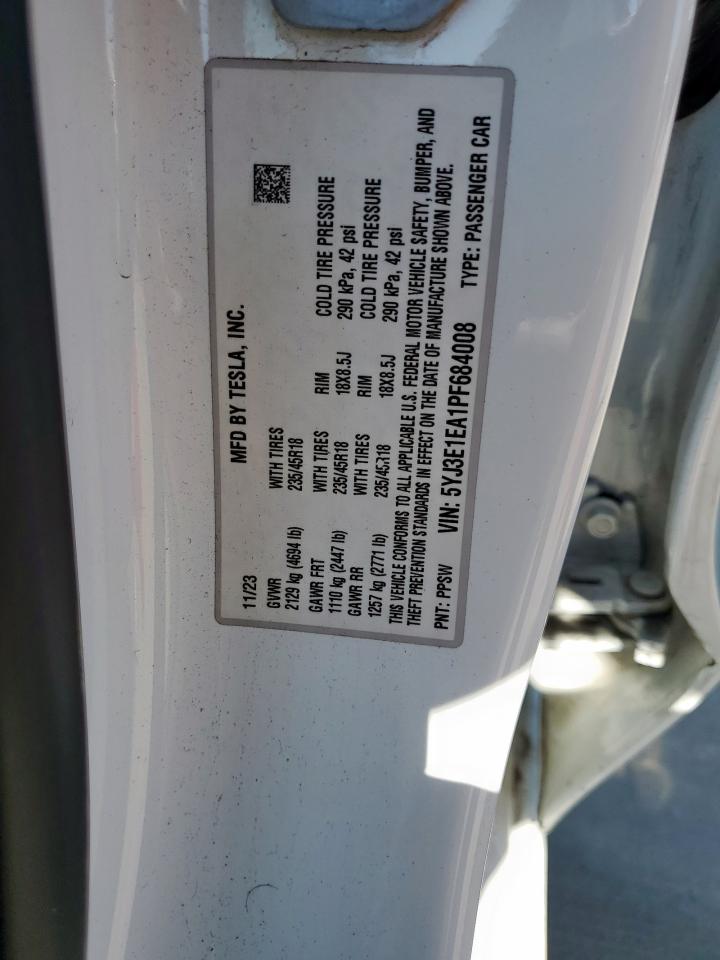 MFD BY TESLA, INC.
11/23
GVWR WITH TIRES
2129 kg (4694 lb) 235/45R18
GAWR FRT WITH TIRES RIM COLD TIRE PRESSURE
1110 kg (2447 lb) 235/45R18 18X8.5J 290 kPa, 42 psi
GAWR RR WITH TIRES RIM COLD TIRE PRESSURE
1257 kg (2771 lb) 235/45R18 18X8.5J 290 kPa, 42 psi
THIS VEHICLE CONFORMS TO ALL APPLICABLE U.S. FEDERAL MOTOR VEHICLE SAFETY, BUMPER, AND
THEFT PREVENTION STANDARDS IN EFFECT ON THE DATE OF MANUFACTURE SHOWN ABOVE.
PNT: PPSW VIN: 5YJ3E1EA1PF684008 TYPE: PASSENGER CAR